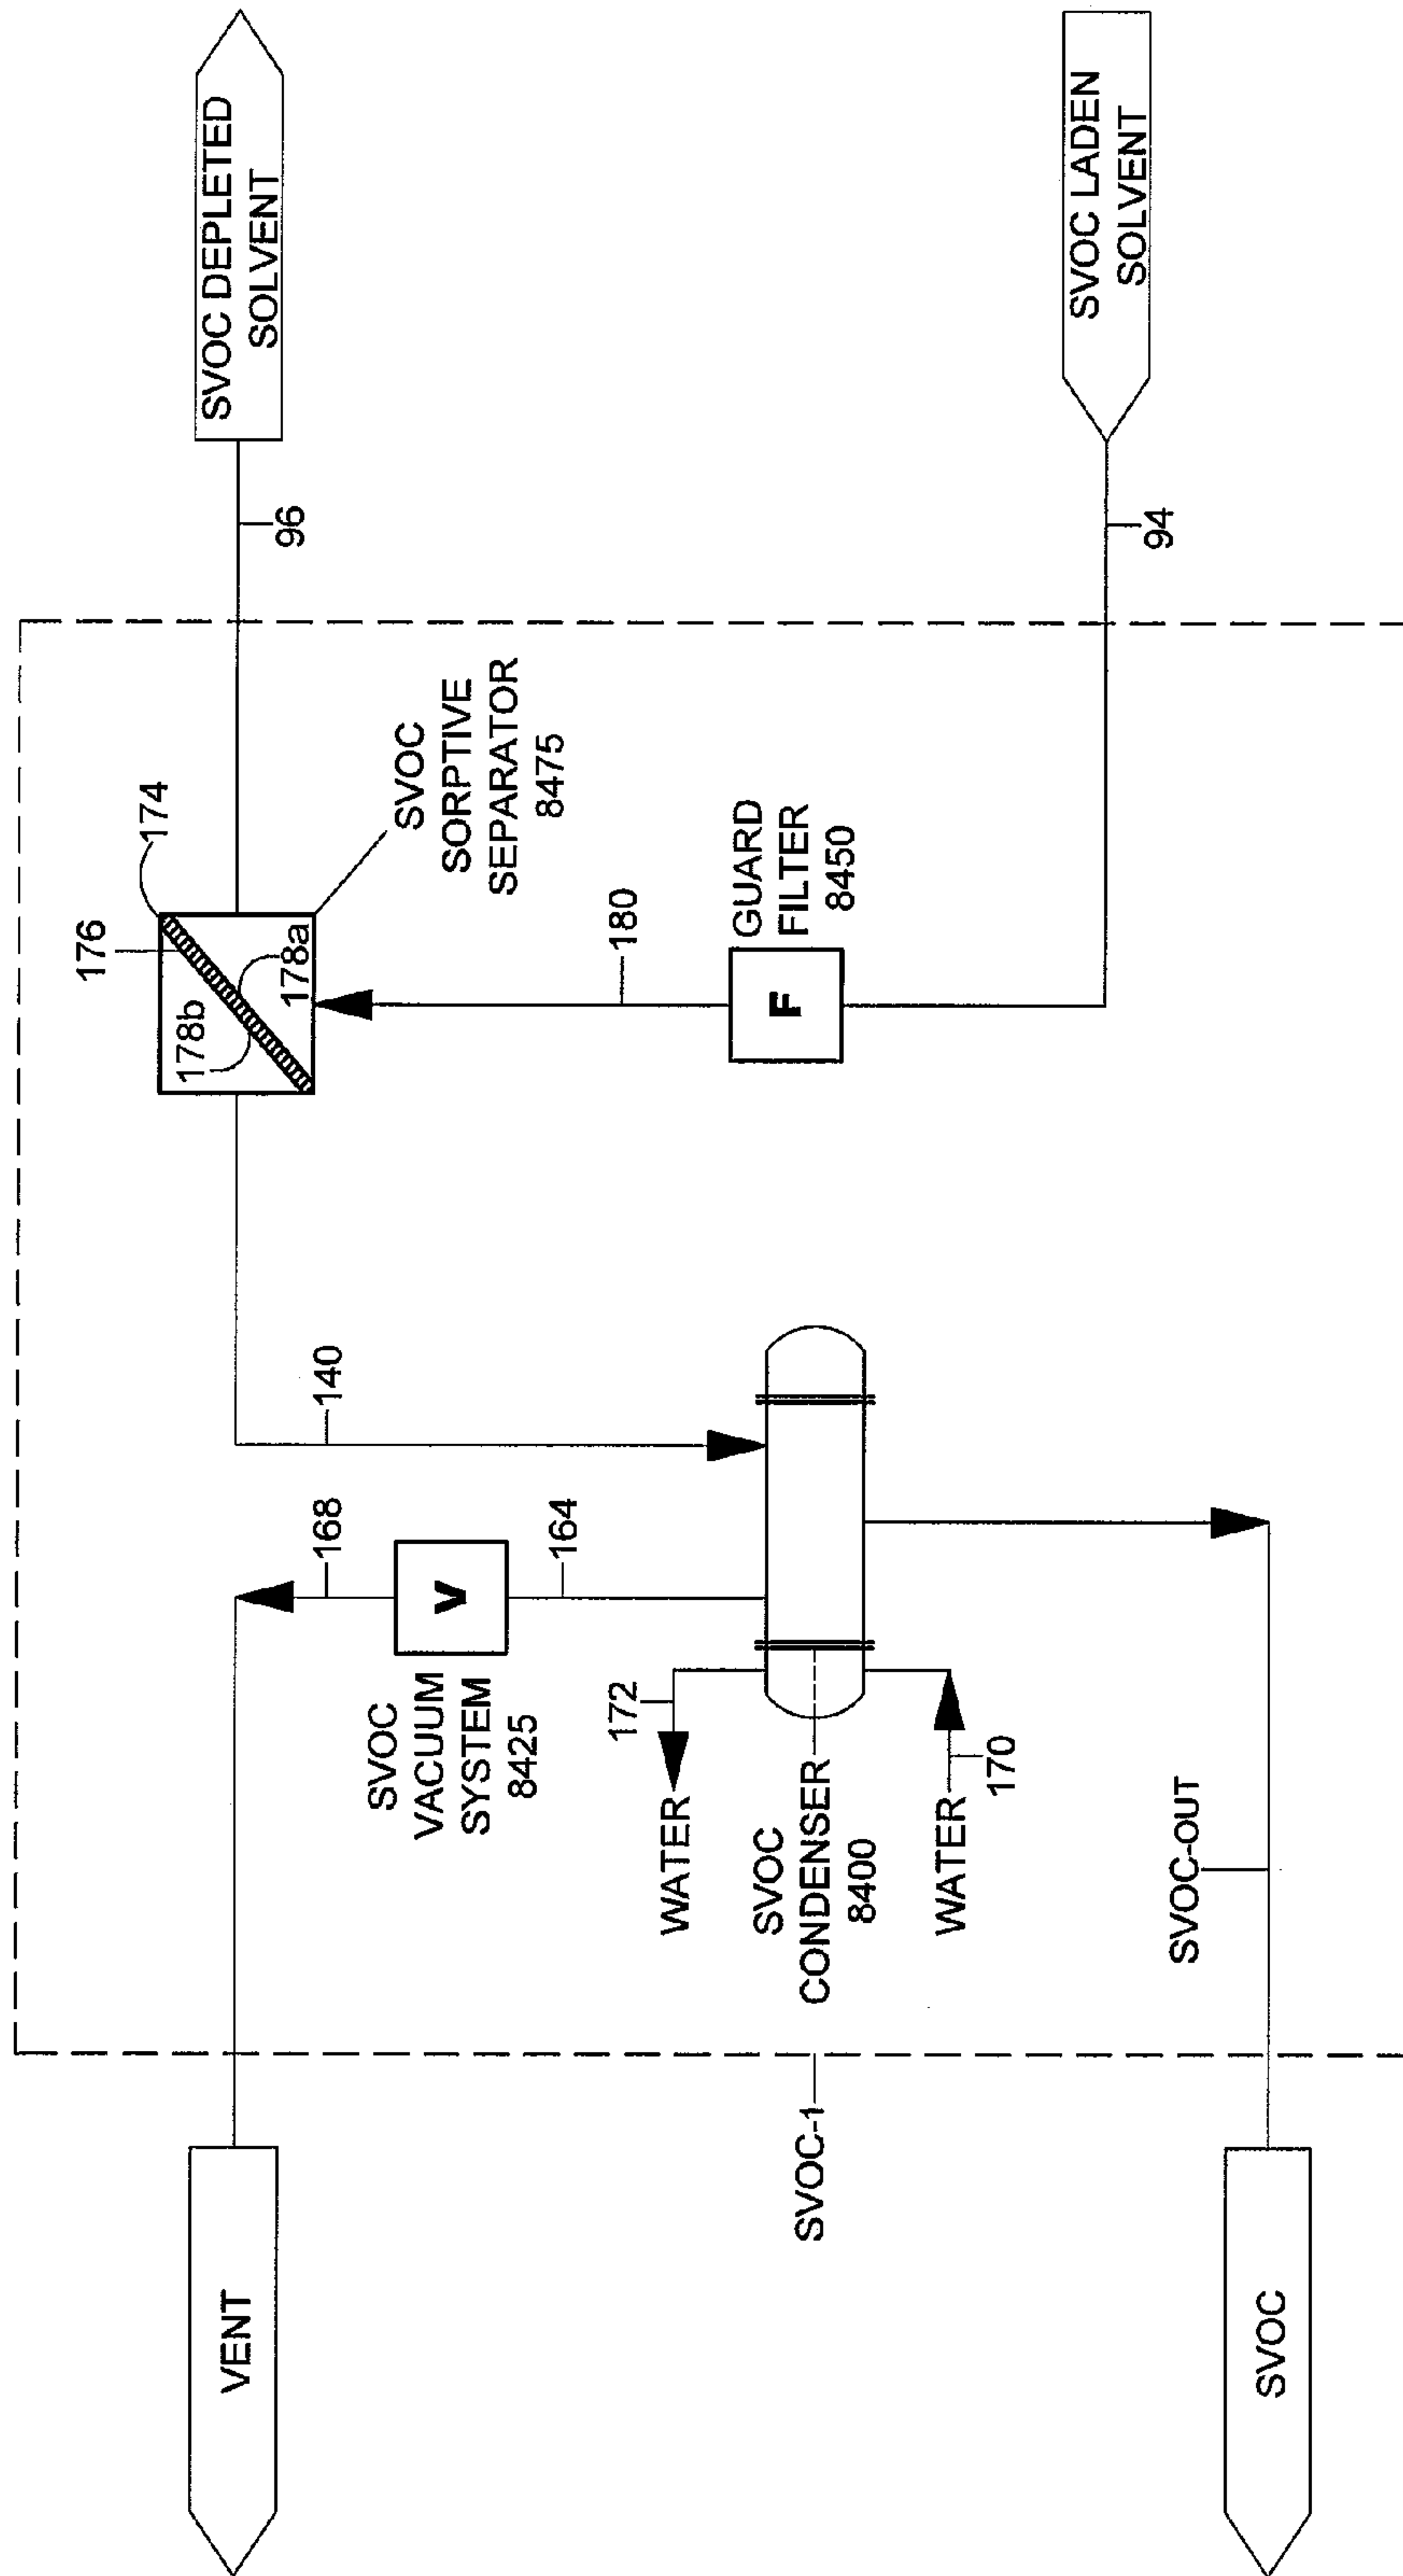 SVOC DEPLETED
SOLVENT
96
SVOC LADEN
SOLVENT
94
174
176
178a
178b
SVOC
SORPTIVE
SEPARATOR
8475
180
GUARD
FILTER
8450
F
140
168
V
164
SVOC
VACUUM
SYSTEM
8425
172
WATER
SVOC
CONDENSER
8400
WATER
170
SVOC-OUT
SVOC-1
VENT
SVOC